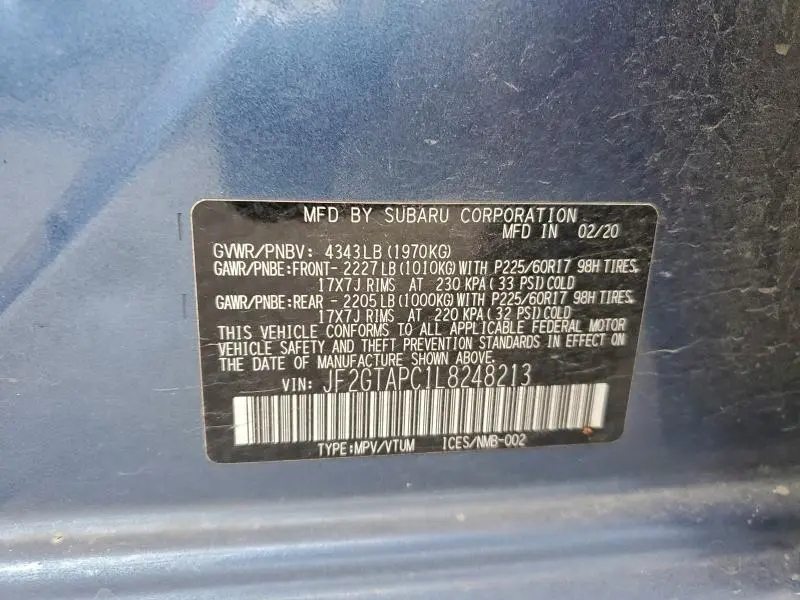 MFD BY SUBARU CORPORATION
MFD IN 02/20
GVWR/PNBV: 4343LB (1970KG)
GAWR/PNBE:FRONT- 2227LB (1010KG) WITH P225/60R17 98H TIRES,
17X7J RIMS AT 230 KPA (33 PSI) COLD
GAWR/PNBE:REAR - 2205LB (1000KG) WITH P225/60R17 98H TIRES,
17X7J RIMS AT 220 KPA (32 PSI) COLD
THIS VEHICLE CONFORMS TO ALL APPLICABLE FEDERAL MOTOR
VEHICLE SAFETY AND THEFT PREVENTION STANDARDS IN EFFECT ON
THE DATE OF MANUFACTURE SHOWN ABOVE.
VIN: JF2GTAPC1L8248213
TYPE:MPV/VTUM ICES/NMB-002